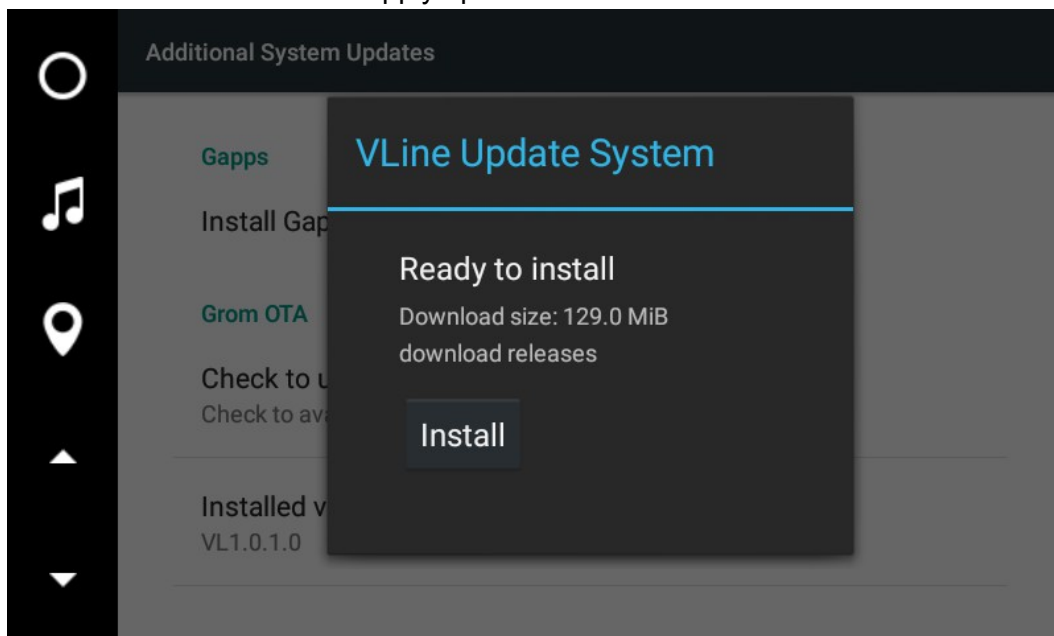 Additional System Updates
Gapps
Install Gap
Grom OTA
Check to u
Check to ava
Installed v
VL1.0.1.0
VLine Update System
Ready to install
Download size: 129.0 MiB
download releases
Install